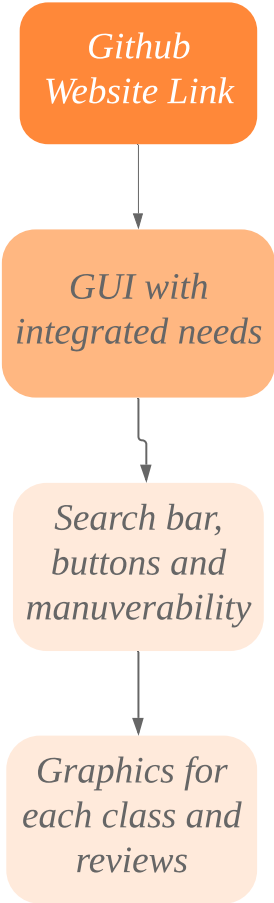 Github
Website Link
GUI with
integrated needs
Search bar,
buttons and
manuverability
Graphics for
each class and
reviews